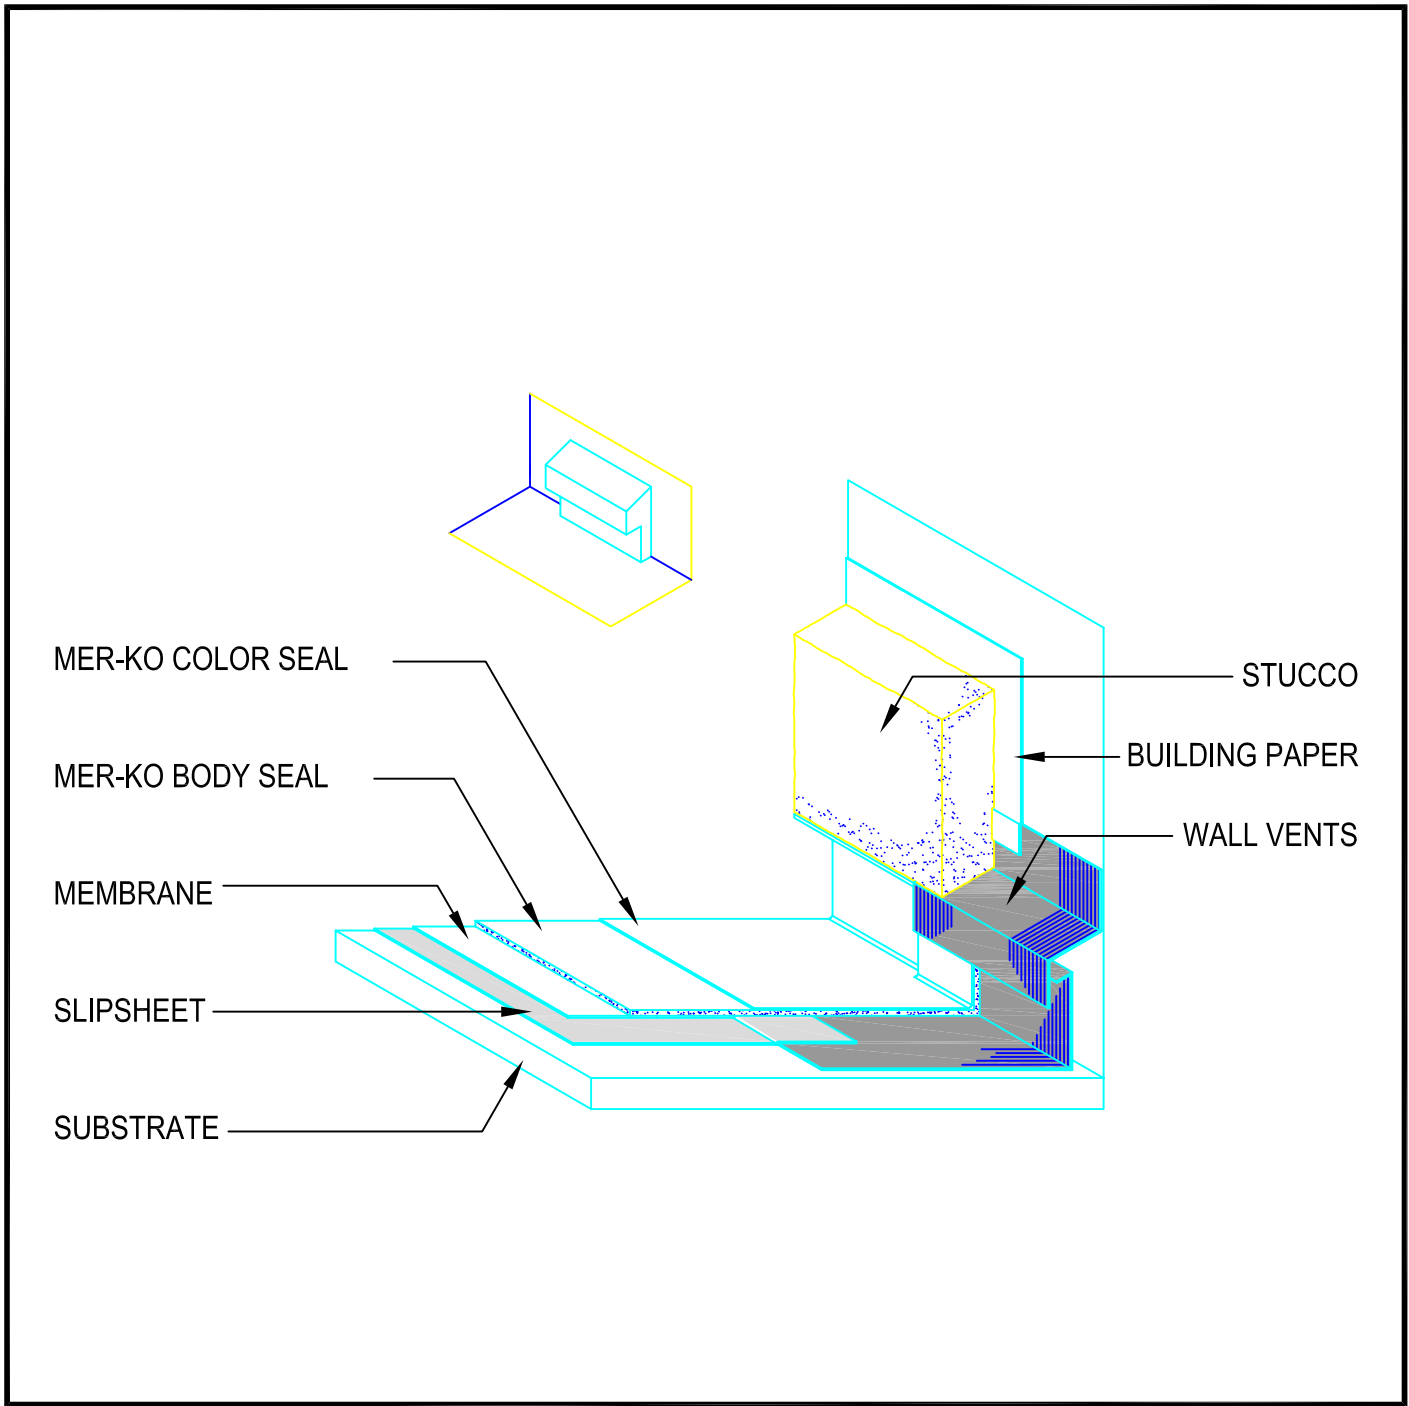 MER-KO COLOR SEAL
MER-KO BODY SEAL
MEMBRANE
SLIPSHEET
SUBSTRATE
STUCCO
BUILDING PAPER
WALL VENTS